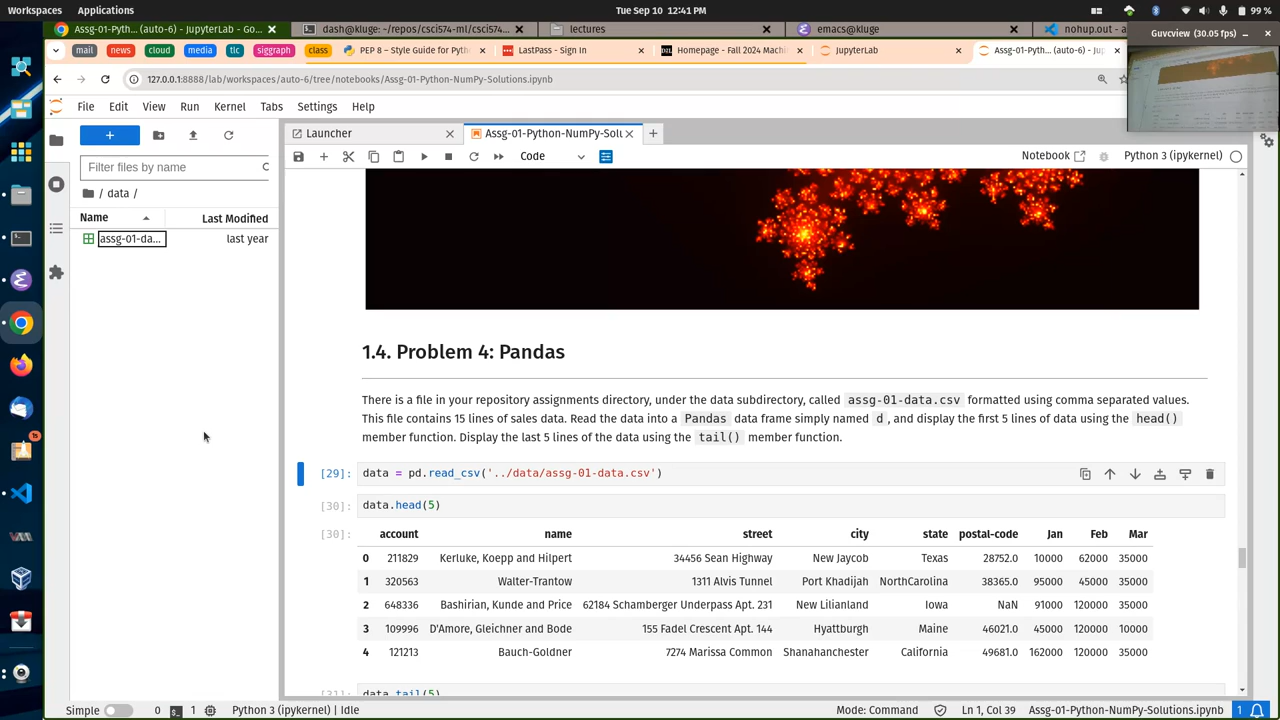 Workspaces
Applications
Tue Sep 10 12:41 PM
99 %
Assg-01-Pyth... (auto-6) - JupyterLab - Go...
dash@kluge: ~/repos/csci574-ml/csci574...
lectures
emacs@kluge
nohup.out -
Guvcview (30.05 fps)
mail
news
cloud
media
tlc
siggraph
class
PEP 8 – Style Guide for Pyth
LastPass - Sign In
Homepage - Fall 2024 Machi
JupyterLab
Assg-01-Pyth... (auto-6) - Jup
127.0.0.1:8888/lab/workspaces/auto-6/tree/notebooks/Assg-01-Python-NumPy-Solutions.ipynb
File Edit View Run Kernel Tabs Settings Help
Launcher
Assg-01-Python-NumPy-Solu
Code
Notebook
Python 3 (ipykernel)
Filter files by name
/ data /
Name
Last Modified
assg-01-da...
last year
1.4. Problem 4: Pandas
There is a file in your repository assignments directory, under the data subdirectory, called assg-01-data.csv formatted using comma separated values.
This file contains 15 lines of sales data. Read the data into a Pandas data frame simply named d , and display the first 5 lines of data using the head()
member function. Display the last 5 lines of the data using the tail() member function.
[29]: data = pd.read_csv('../data/assg-01-data.csv')
[30]: data.head(5)
[30]: account name street city state postal-code Jan Feb Mar
0 211829 Kerluke, Koepp and Hilpert 34456 Sean Highway New Jaycob Texas 28752.0 10000 62000 35000
1 320563 Walter-Trantow 1311 Alvis Tunnel Port Khadijah NorthCarolina 38365.0 95000 45000 35000
2 648336 Bashirian, Kunde and Price 62184 Schamberger Underpass Apt. 231 New Lilianland Iowa NaN 91000 120000 35000
3 109996 D'Amore, Gleichner and Bode 155 Fadel Crescent Apt. 144 Hyattburgh Maine 46021.0 45000 120000 10000
4 121213 Bauch-Goldner 7274 Marissa Common Shanahanchester California 49681.0 162000 120000 35000
[31]: data.tail(5)
Simple
0
1
Python 3 (ipykernel) | Idle
Mode: Command
Ln 1, Col 39
Assg-01-Python-NumPy-Solutions.ipynb
1